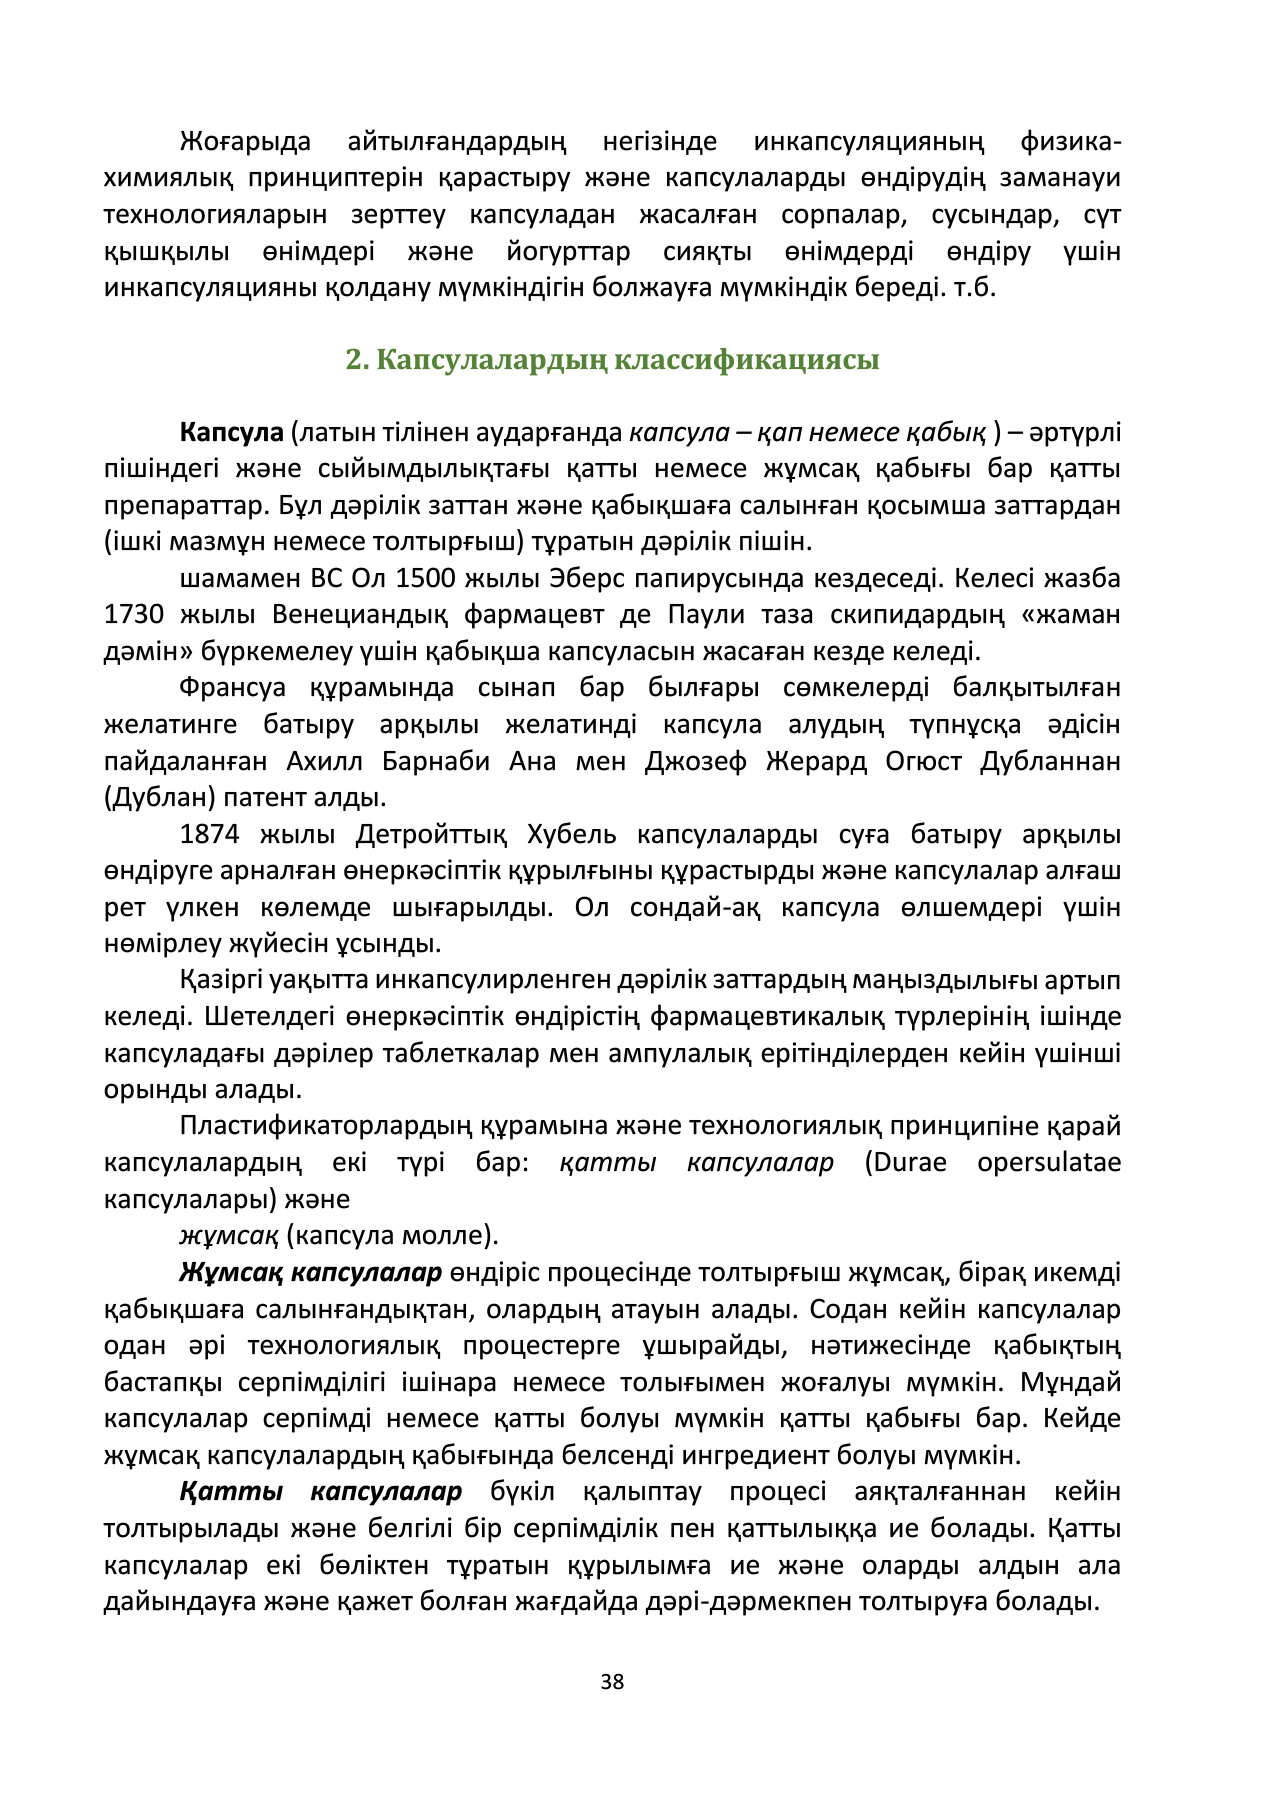 Жоғарыда айтылғандардың негізінде инкапсуляцияның физика-
химиялық принциптерін қарастыру және капсулаларды өндірудің заманауи
технологияларын зерттеу капсуладан жасалған сорпалар, сусындар, сүт
қышқылы өнімдері және йогурттар сияқты өнімдерді өндіру үшін
инкапсуляцияны қолдану мүмкіндігін болжауға мүмкіндік береді. т.б.
2. Капсулалардың классификациясы
Капсула (латын тілінен аударғанда капсула – қап немесе қабық ) – әртүрлі
пішіндегі және сыйымдылықтағы қатты немесе жұмсақ қабығы бар қатты
препараттар. Бұл дәрілік заттан және қабықшаға салынған қосымша заттардан
(ішкі мазмұн немесе толтырғыш) тұратын дәрілік пішін.
шамамен BC Ол 1500 жылы Эберс папирусында кездеседі. Келесі жазба
1730 жылы Венециандық фармацевт де Паули таза скипидардың «жаман
дәмін» бүркемелеу үшін қабықша капсуласын жасаған кезде келеді.
Франсуа құрамында сынап бар былғары сөмкелерді балқытылған
желатинге батыру арқылы желатинді капсула алудың түпнұсқа әдісін
пайдаланған Ахилл Барнаби Ана мен Джозеф Жерард Огюст Дубланнан
(Дублан) патент алды.
1874 жылы Детройттық Хубель капсулаларды суға батыру арқылы
өндіруге арналған өнеркәсіптік құрылғыны құрастырды және капсулалар алғаш
рет үлкен көлемде шығарылды. Ол сондай-ақ капсула өлшемдері үшін
нөмірлеу жүйесін ұсынды.
Қазіргі уақытта инкапсулирленген дәрілік заттардың маңыздылығы артып
келеді. Шетелдегі өнеркәсіптік өндірістің фармацевтикалық түрлерінің ішінде
капсуладағы дәрілер таблеткалар мен ампулалық ерітінділерден кейін үшінші
орынды алады.
Пластификаторлардың құрамына және технологиялық принципіне қарай
капсулалардың екі түрі бар: қатты капсулалар (Durae opersulatae
капсулалары) және
жұмсақ (капсула молле).
Жұмсақ капсулалар өндіріс процесінде толтырғыш жұмсақ, бірақ икемді
қабықшаға салынғандықтан, олардың атауын алады. Содан кейін капсулалар
одан әрі технологиялық процестерге ұшырайды, нәтижесінде қабықтың
бастапқы серпімділігі ішінара немесе толығымен жоғалуы мүмкін. Мұндай
капсулалар серпімді немесе қатты болуы мүмкін қатты қабығы бар. Кейде
жұмсақ капсулалардың қабығында белсенді ингредиент болуы мүмкін.
Қатты капсулалар бүкіл қалыптау процесі аяқталғаннан кейін
толтырылады және белгілі бір серпімділік пен қаттылыққа ие болады. Қатты
капсулалар екі бөліктен тұратын құрылымға ие және оларды алдын ала
дайындауға және қажет болған жағдайда дәрі-дәрмекпен толтыруға болады.
38